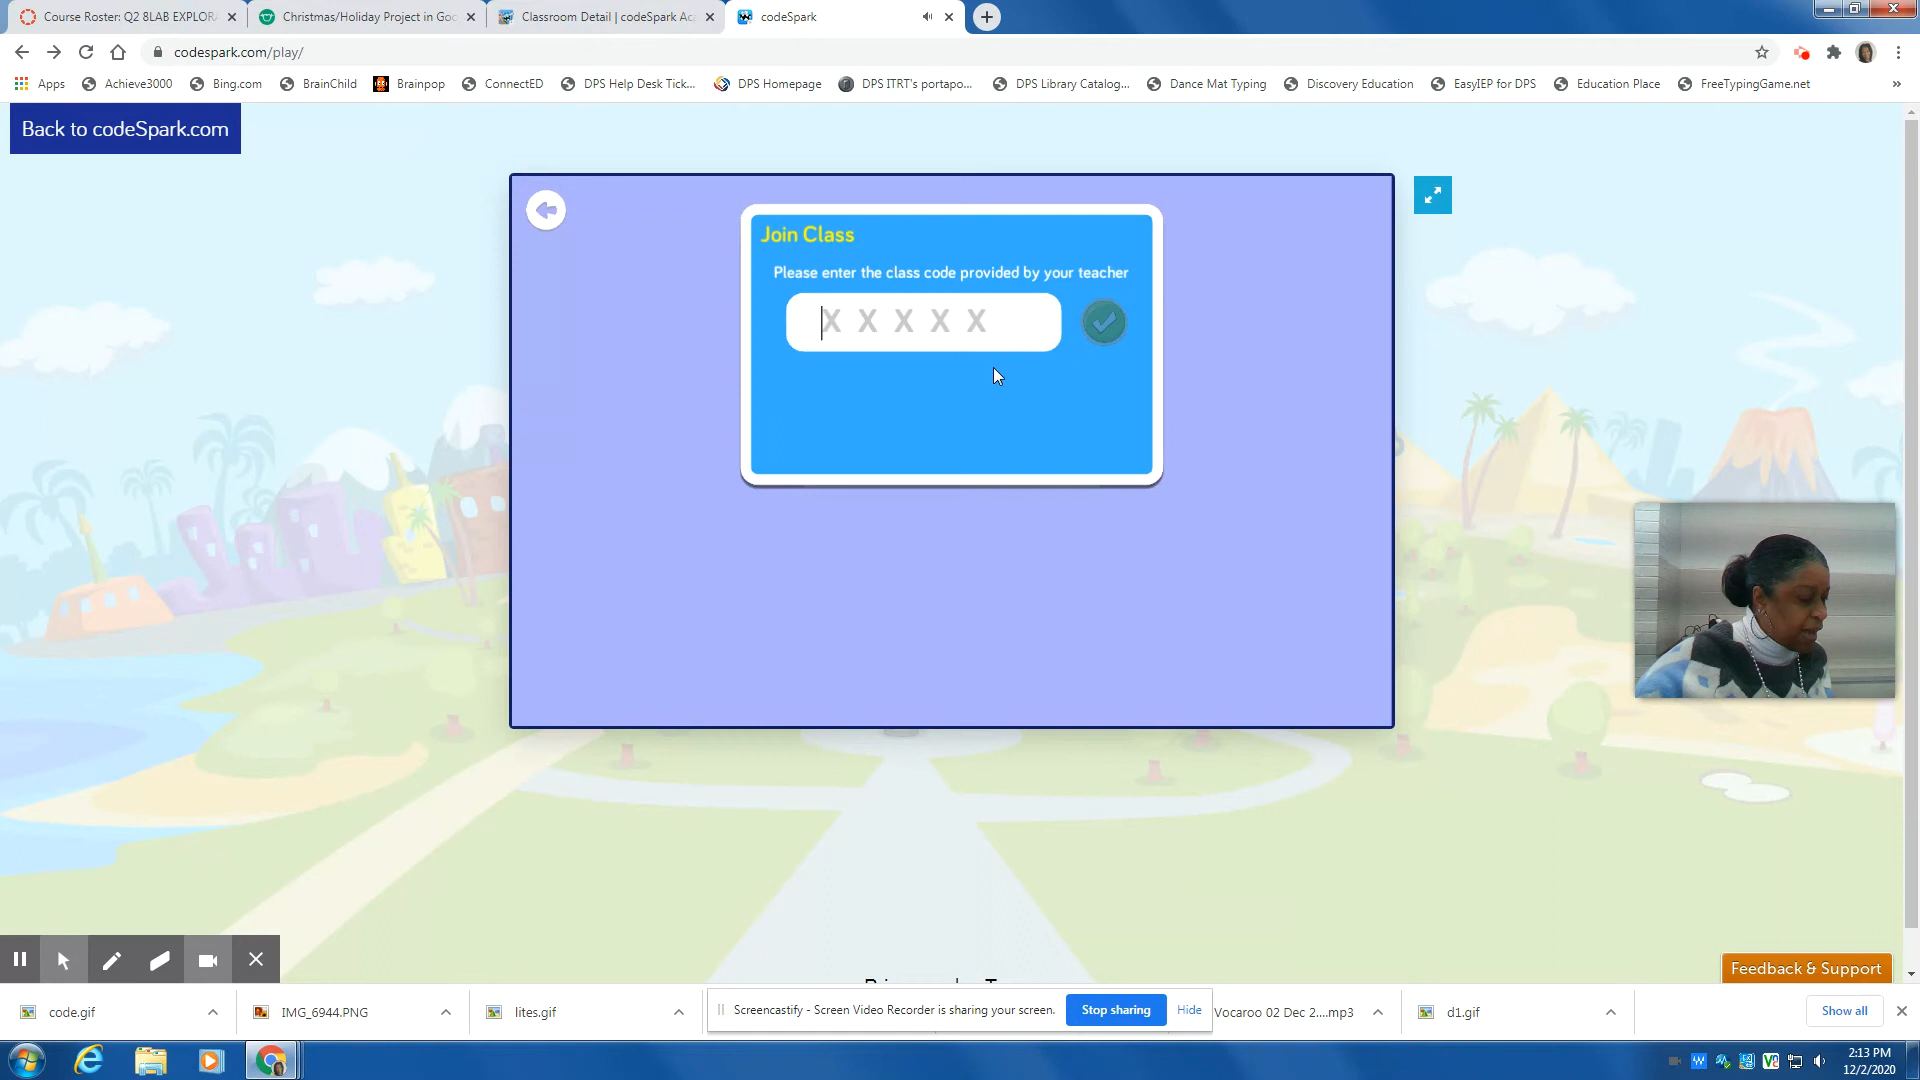 Course Roster: Q2 8LAB EXPLORA
Christmas/Holiday Project in Goo
Classroom Detail | codeSpark Aca
codeSpark
codespark.com/play/
Apps
Achieve3000
Bing.com
BrainChild
Brainpop
ConnectED
DPS Help Desk Tick...
DPS Homepage
DPS ITRT's portapo...
DPS Library Catalog...
Dance Mat Typing
Discovery Education
EasyIEP for DPS
Education Place
FreeTypingGame.net
Back to codeSpark.com
Join Class
Please enter the class code provided by your teacher
X X X X X
Feedback & Support
code.gif
IMG_6944.PNG
lites.gif
Screencastify - Screen Video Recorder is sharing your screen.
Stop sharing
Hide
Vocaroo 02 Dec 2....mp3
d1.gif
Show all
2:13 PM
12/2/2020